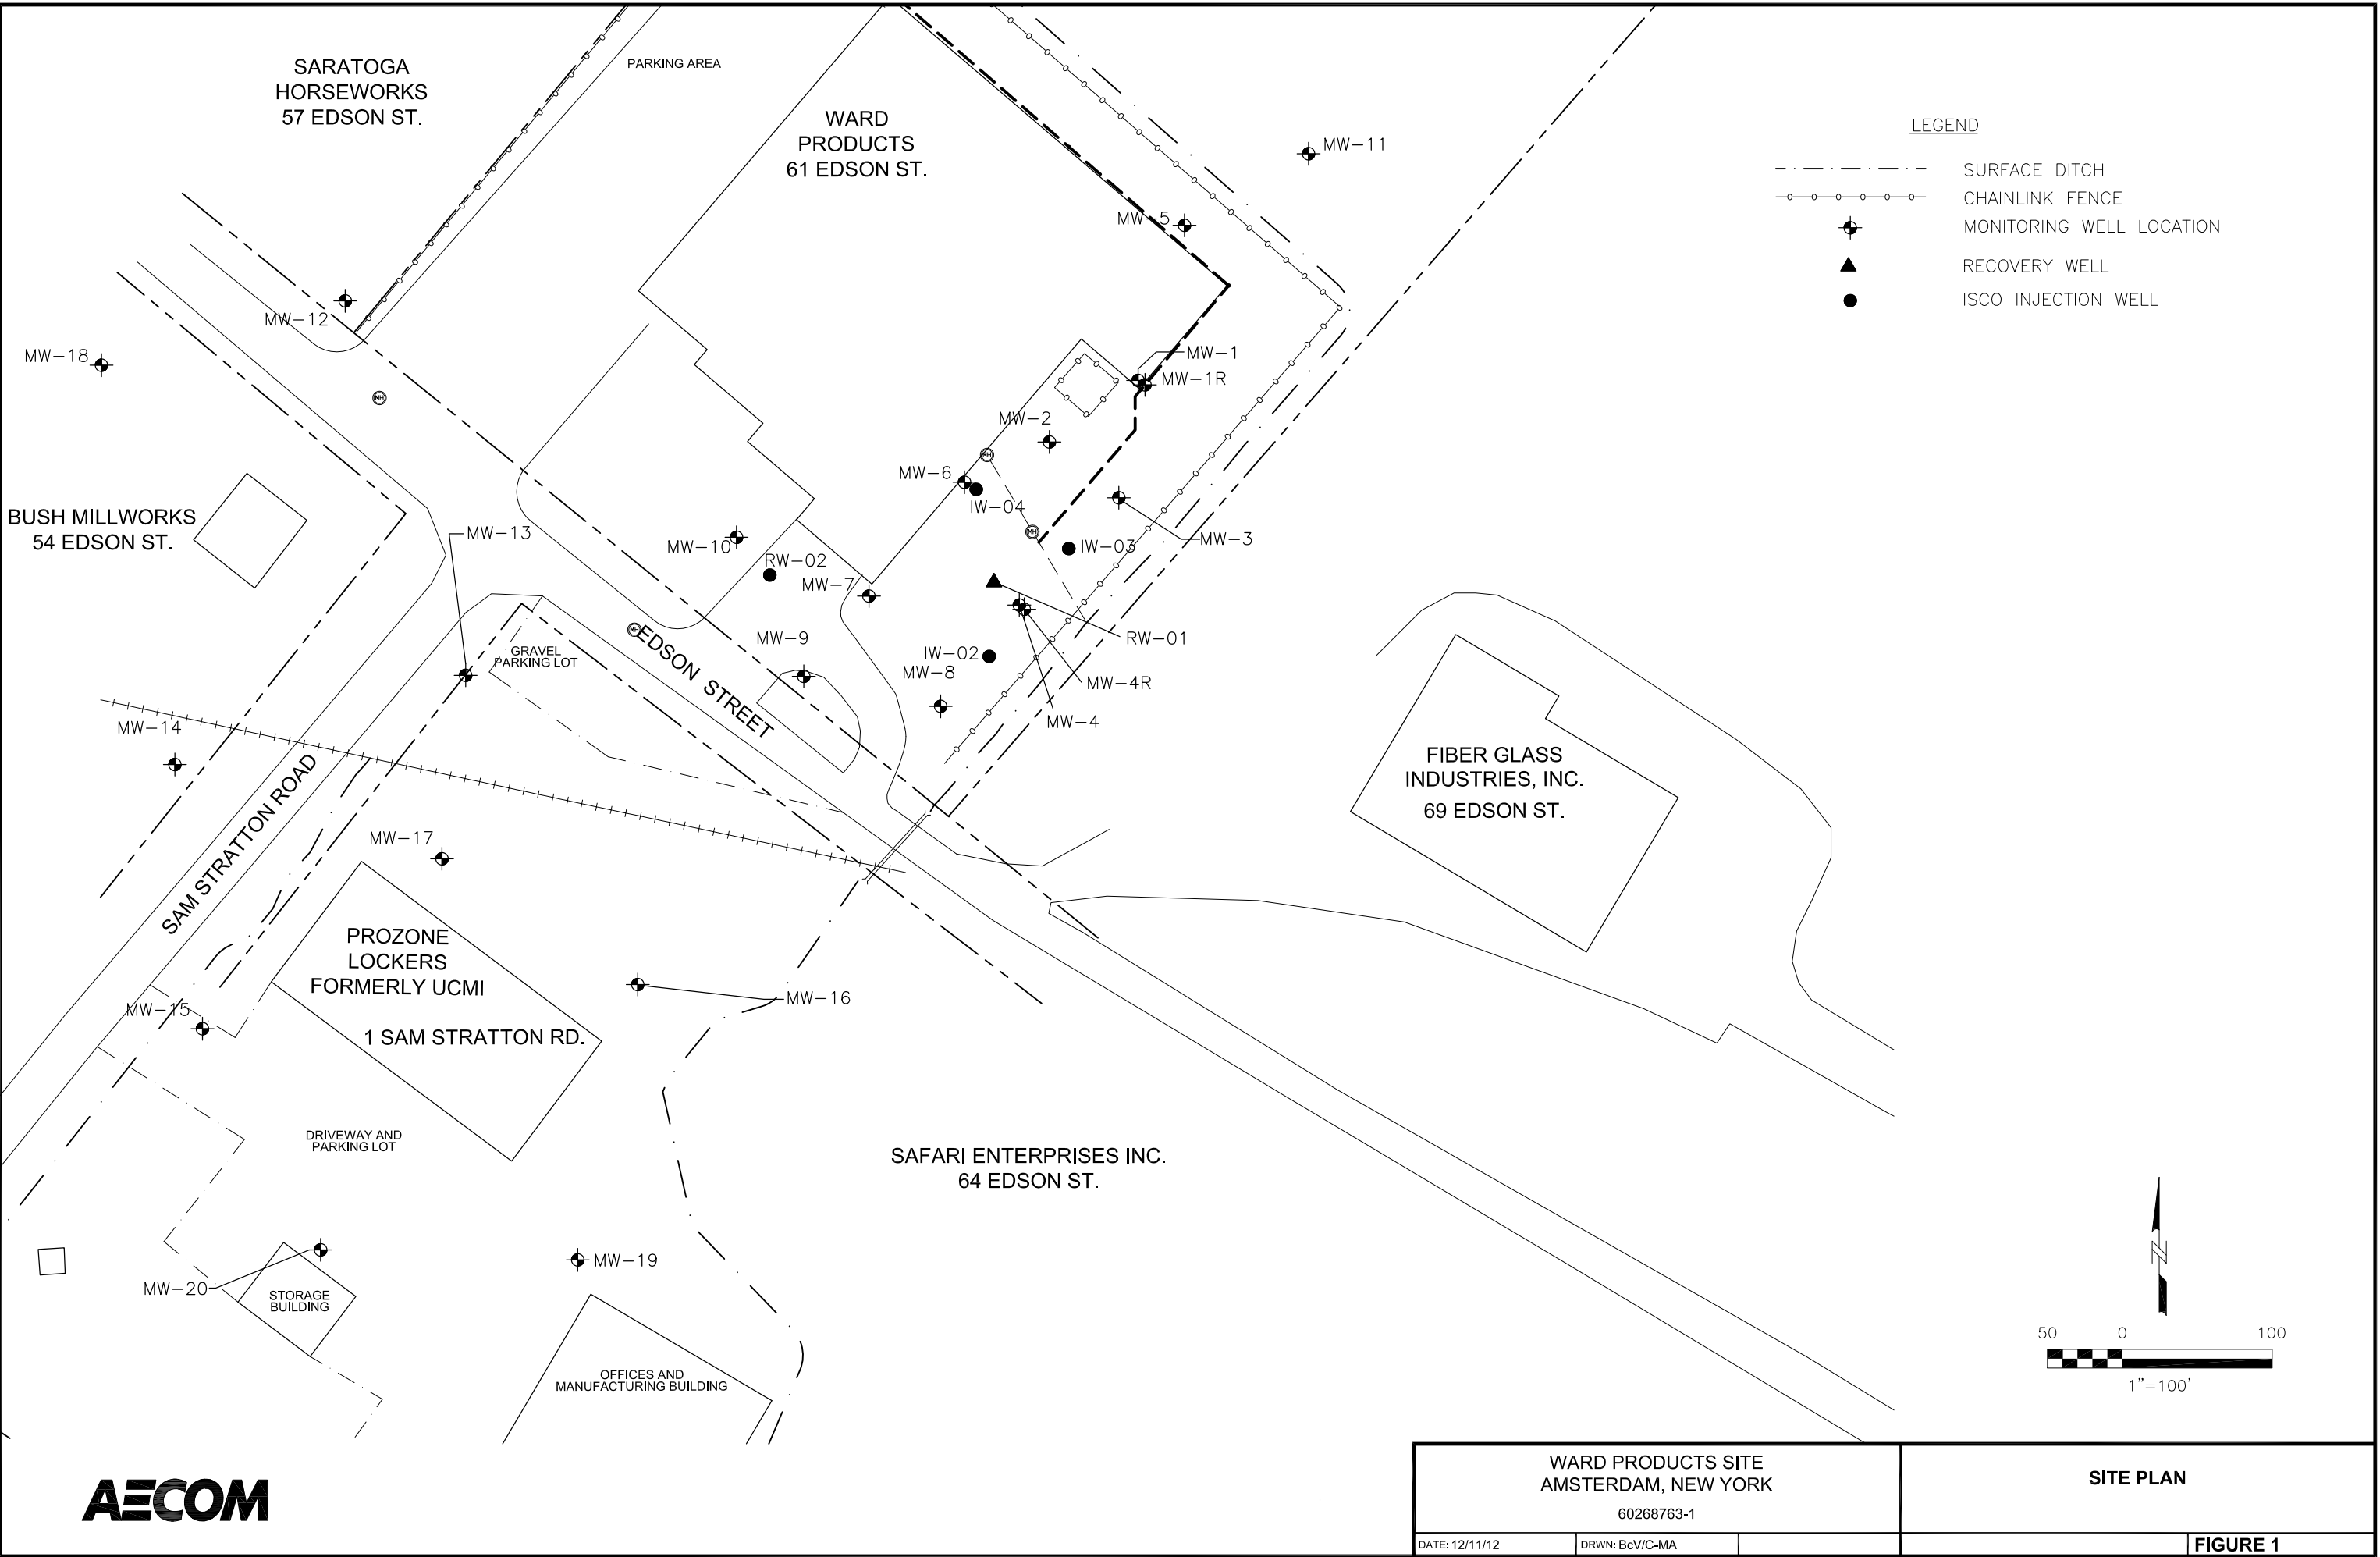 SARATOGA
HORSEWORKS
57 EDSON ST.
PARKING AREA
WARD
PRODUCTS
61 EDSON ST.
MW-11
MW-5
LEGEND
SURFACE DITCH
CHAINLINK FENCE
MONITORING WELL LOCATION
RECOVERY WELL
ISCO INJECTION WELL
MW-12
MW-18
MH
MW-1
MW-1R
MW-2
MH
MW-6
IW-04
MH
IW-03
MW-3
BUSH MILLWORKS
54 EDSON ST.
MW-13
MW-10
RW-02
MW-7
MH
EDSON STREET
GRAVEL
PARKING LOT
MW-9
IW-02
MW-8
RW-01
MW-4R
MW-4
MW-14
SAM STRATTON ROAD
MW-17
FIBER GLASS
INDUSTRIES, INC.
69 EDSON ST.
PROZONE
LOCKERS
FORMERLY UCMI
1 SAM STRATTON RD.
MW-16
MW-15
DRIVEWAY AND
PARKING LOT
SAFARI ENTERPRISES INC.
64 EDSON ST.
MW-19
MW-20
STORAGE
BUILDING
OFFICES AND
MANUFACTURING BUILDING
N
50 0 100
1"=100'
AECOM
WARD PRODUCTS SITE
AMSTERDAM, NEW YORK
60268763-1
DATE: 12/11/12
DRWN: BcV/C-MA
SITE PLAN
FIGURE 1